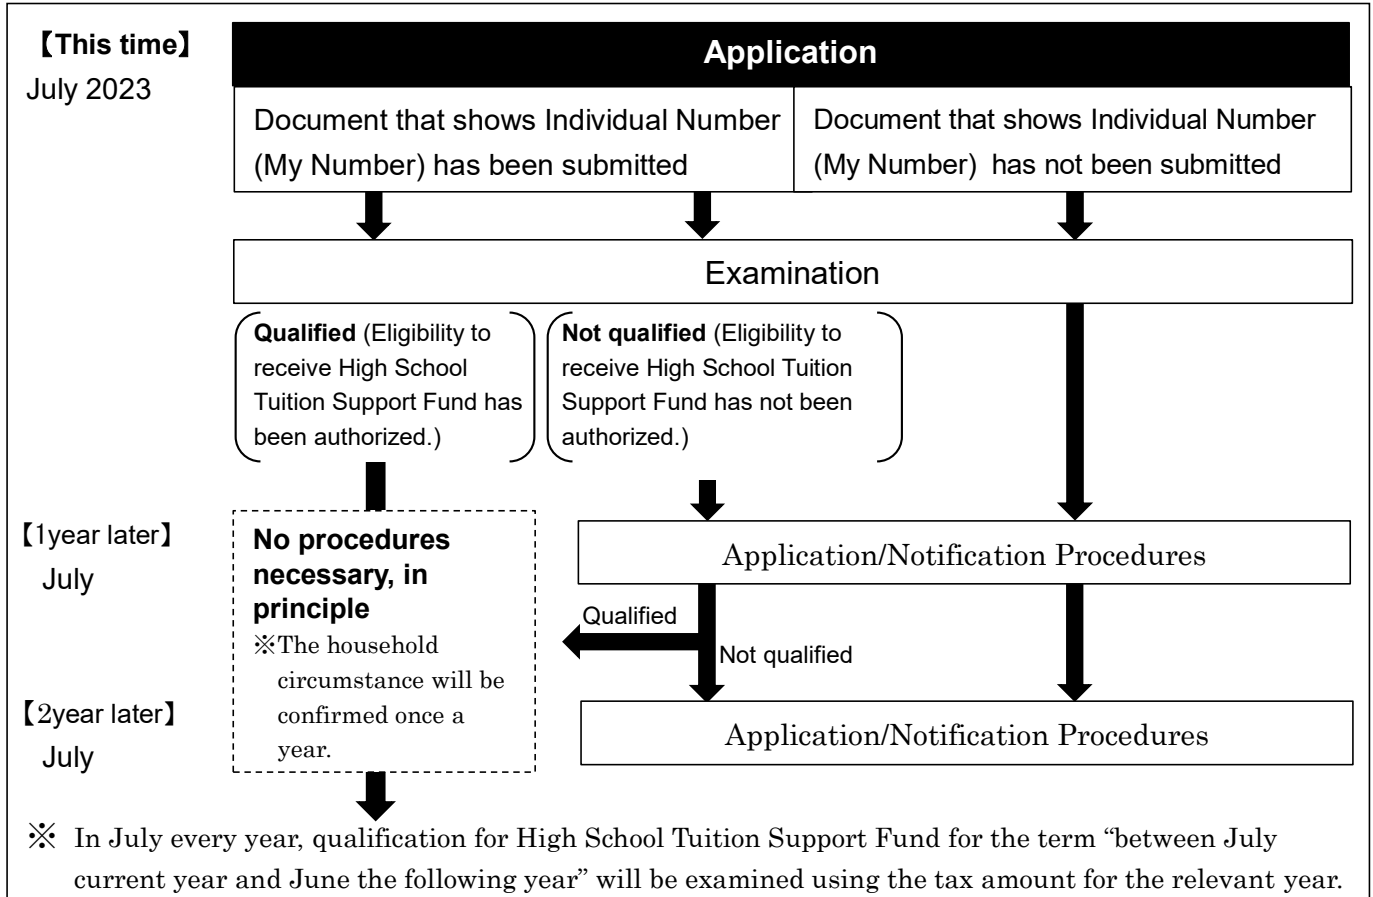 【This time】
July 2023
Application
Document that shows Individual Number
(My Number) has been submitted
Document that shows Individual Number
(My Number) has not been submitted
Examination
Qualified (Eligibility to
receive High School
Tuition Support Fund has
been authorized.)
Not qualified (Eligibility to
receive High School Tuition
Support Fund has not been
authorized.)
【1year later】
July
No procedures
necessary, in
principle
※The household
circumstance will be
confirmed once a
year.
Application/Notification Procedures
Qualified
Not qualified
【2year later】
July
Application/Notification Procedures
※ In July every year, qualification for High School Tuition Support Fund for the term “between July
current year and June the following year” will be examined using the tax amount for the relevant year.